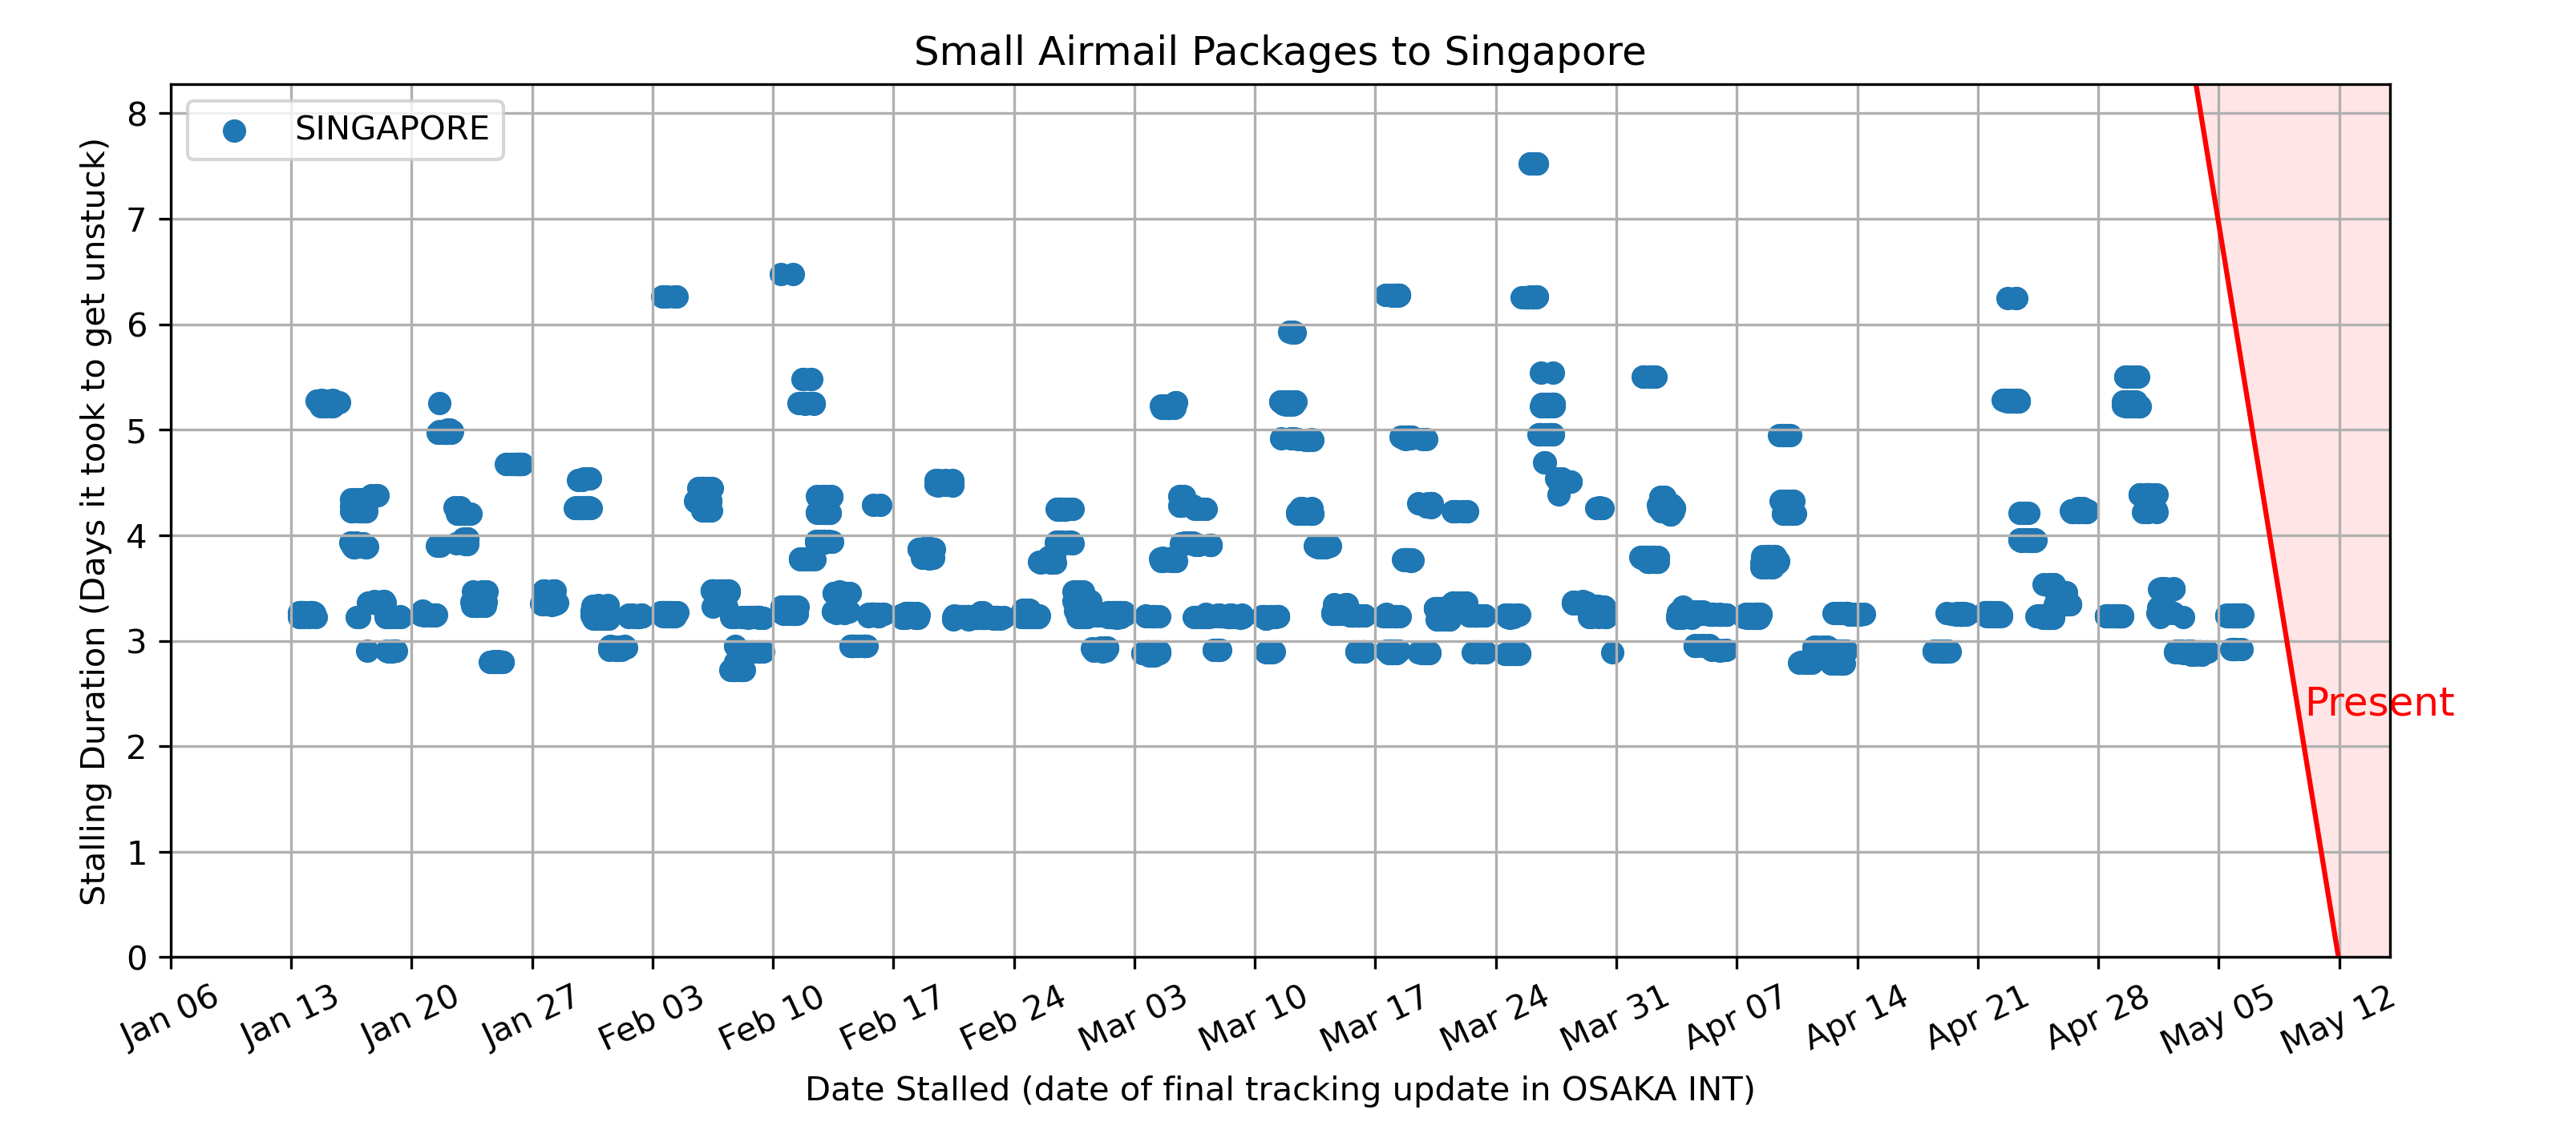 Small Airmail Packages to Singapore
SINGAPORE
Stalling Duration (Days it took to get unstuck)
8
7
6
5
4
3
2
1
0
Present
Jan 06 Jan 13 Jan 20 Jan 27 Feb 03 Feb 10 Feb 17 Feb 24 Mar 03 Mar 10 Mar 17 Mar 24 Mar 31 Apr 07 Apr 14 Apr 21 Apr 28 May 05 May 12
Date Stalled (date of final tracking update in OSAKA INT)